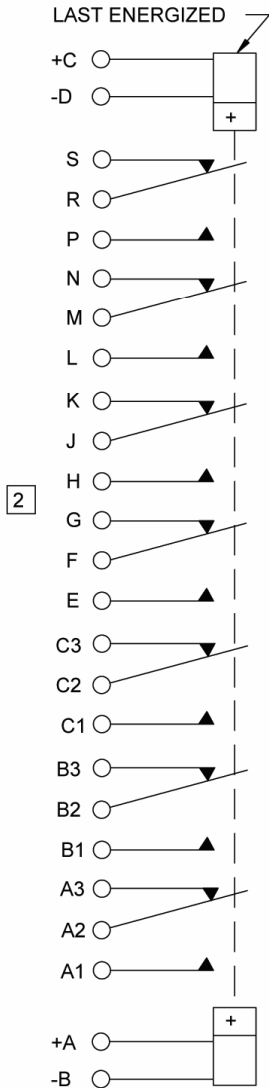 LAST ENERGIZED
+C
-D
+
S
R
P
N
M
L
K
J
H
2
G
F
E
C3
C2
C1
B3
B2
B1
A3
A2
A1
+
+A
-B